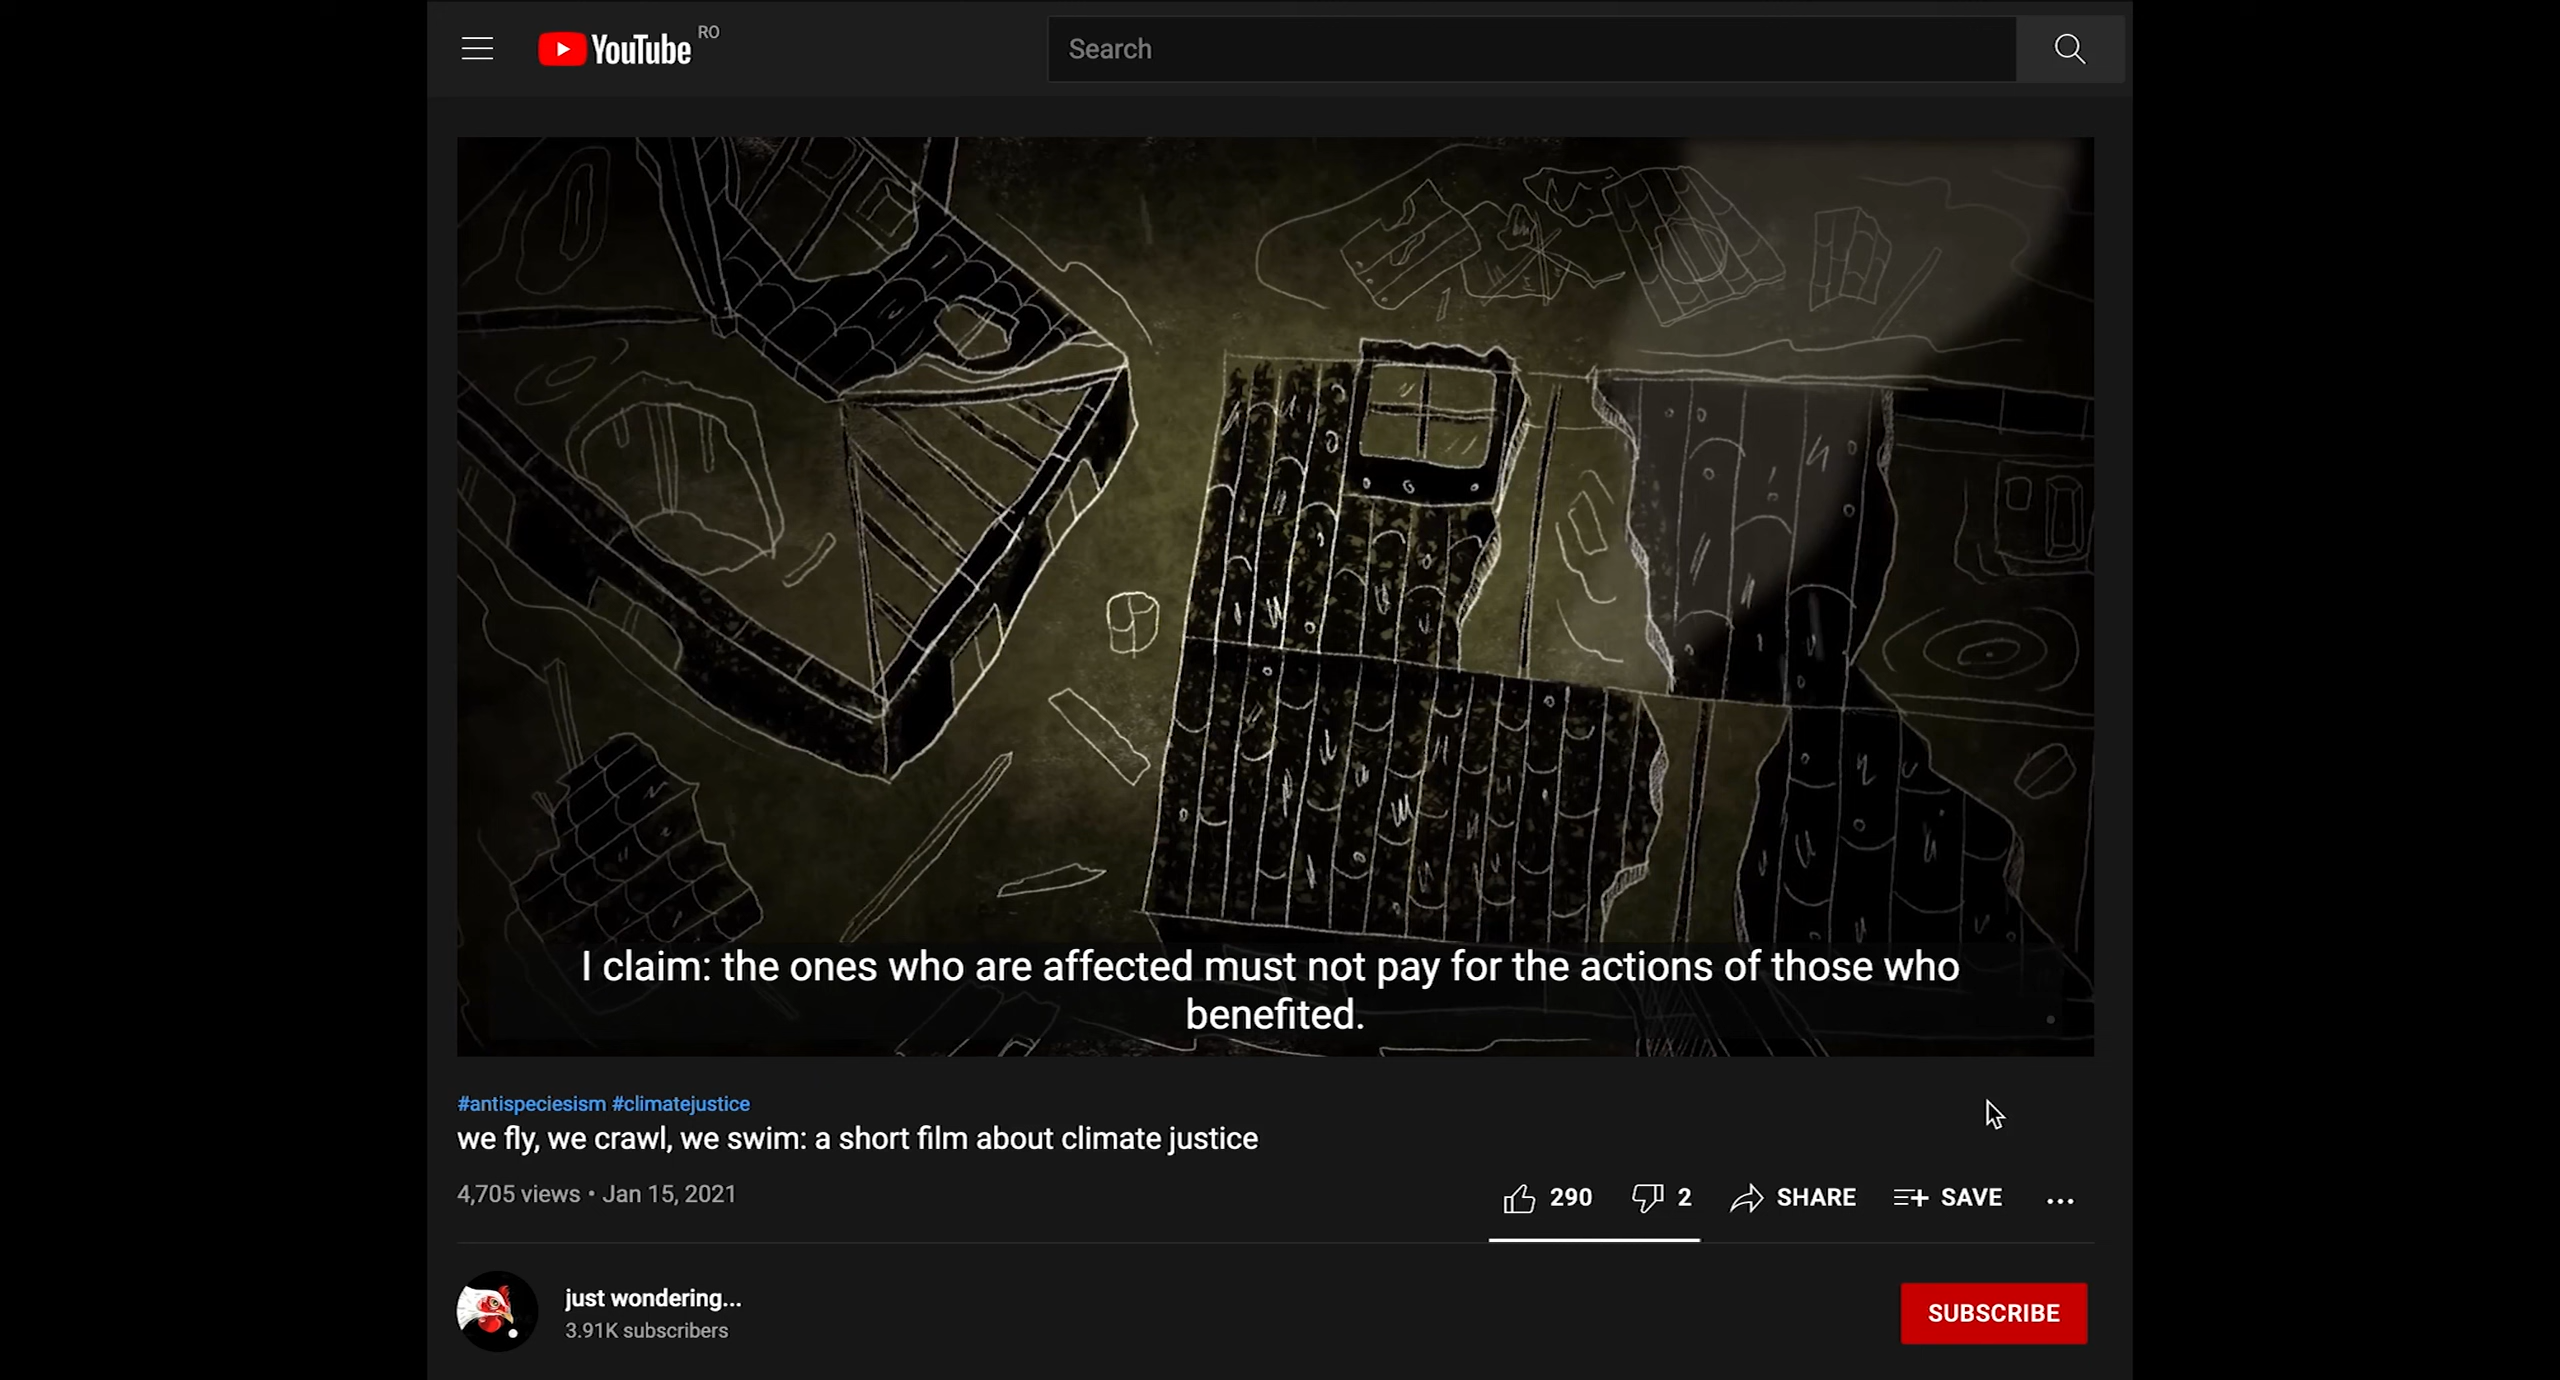 YouTube RO
Search
I claim: the ones who are affected must not pay for the actions of those who
benefited.
#antispeciesism #climatejustice
we fly, we crawl, we swim: a short film about climate justice
4,705 views • Jan 15, 2021
290 2 SHARE SAVE ...
just wondering...
3.91K subscribers
SUBSCRIBE